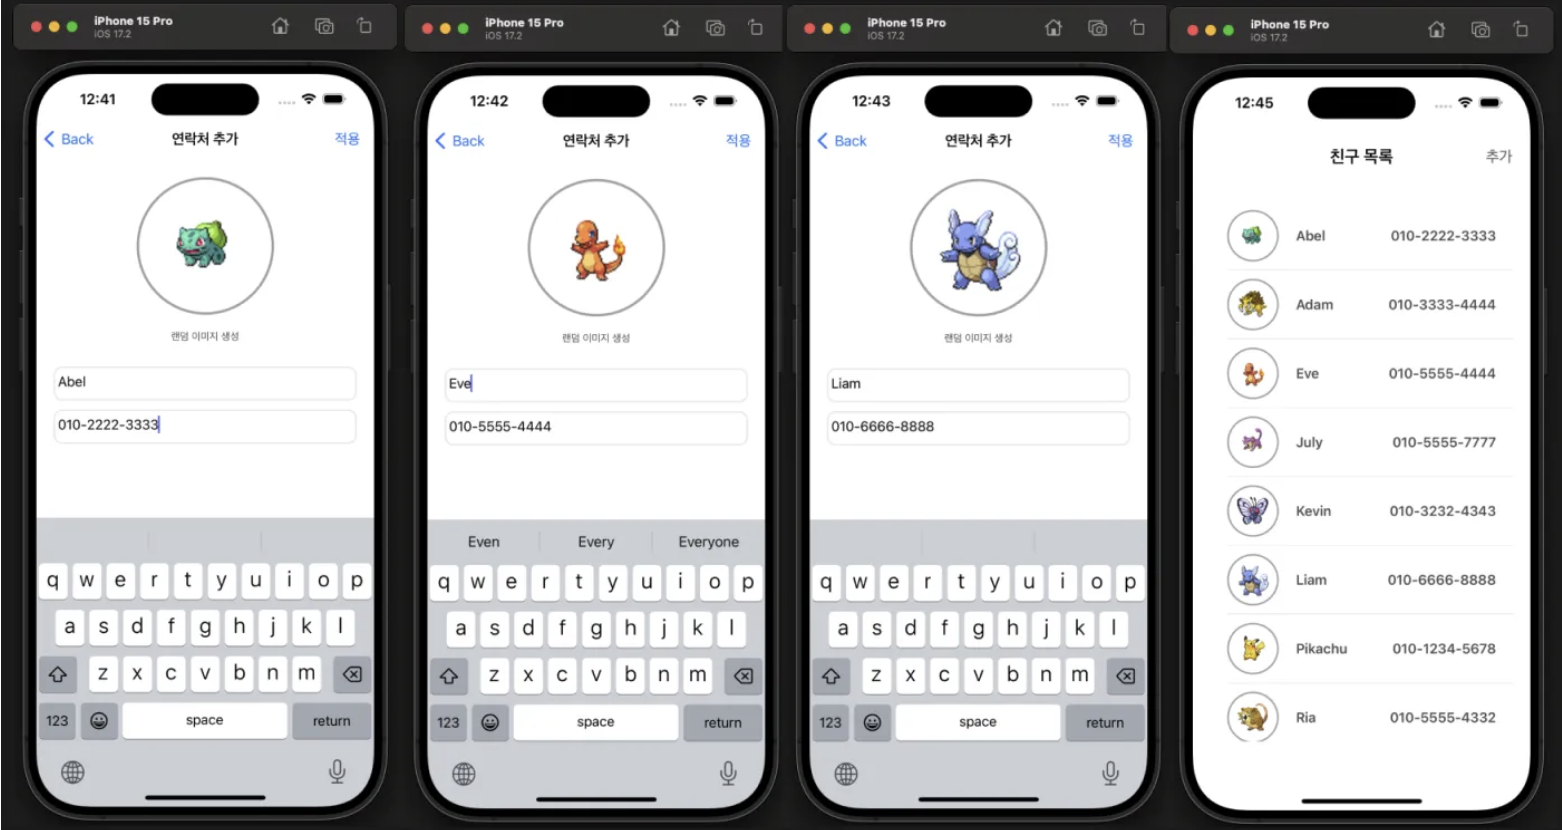 iPhone 15 Pro
iOS 17.2
12:41
Back
연락처 추가
적용
랜덤 이미지 생성
Abel
010-2222-3333
q w e r t y u i o p
a s d f g h j k l
z x c v b n m
123
space
return
iPhone 15 Pro
iOS 17.2
12:42
Back
연락처 추가
적용
랜덤 이미지 생성
Eve
010-5555-4444
Even Every Everyone
q w e r t y u i o p
a s d f g h j k l
z x c v b n m
123
space
return
iPhone 15 Pro
iOS 17.2
12:43
Back
연락처 추가
적용
랜덤 이미지 생성
Liam
010-6666-8888
q w e r t y u i o p
a s d f g h j k l
z x c v b n m
123
space
return
iPhone 15 Pro
iOS 17.2
12:45
친구 목록
추가
Abel 010-2222-3333
Adam 010-3333-4444
Eve 010-5555-4444
July 010-5555-7777
Kevin 010-3232-4343
Liam 010-6666-8888
Pikachu 010-1234-5678
Ria 010-5555-4332